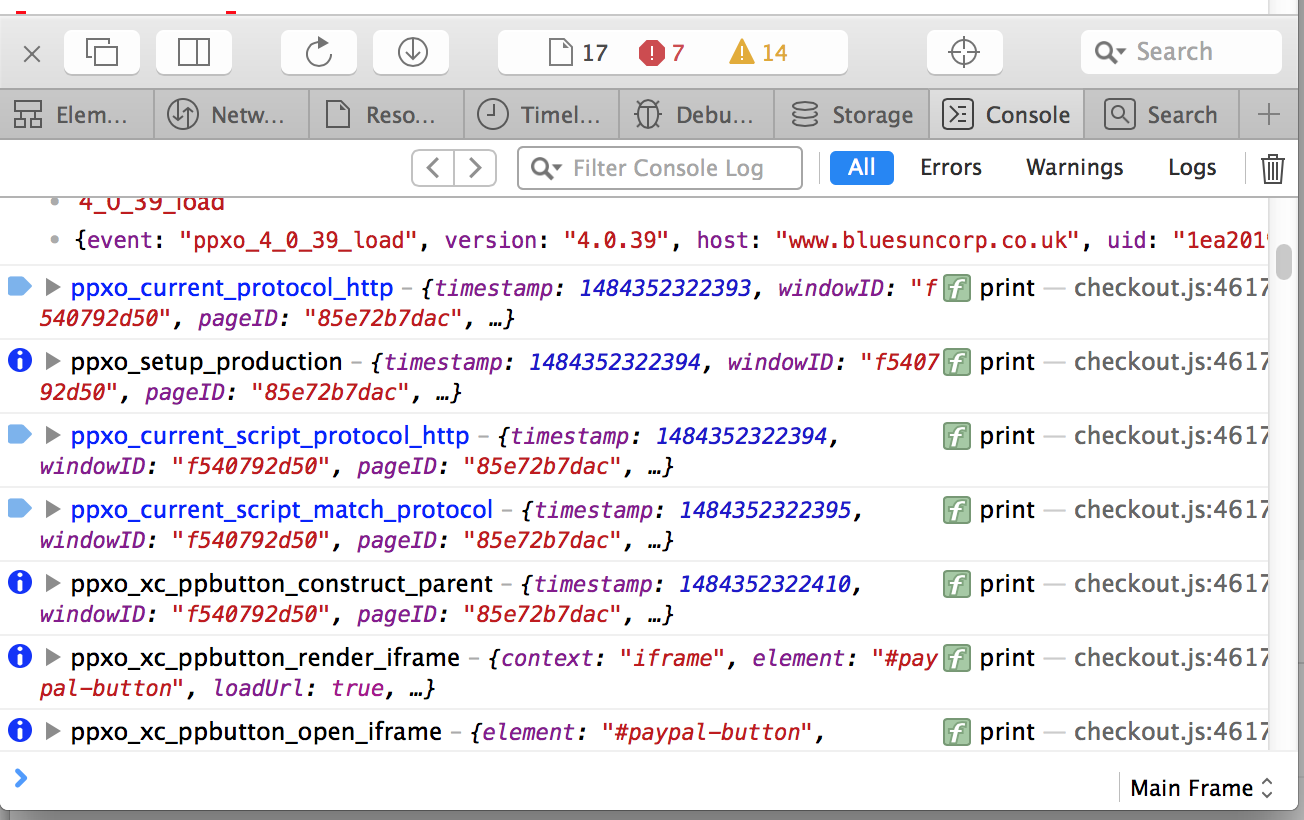 17 7 14 Search
Elem... Netw... Reso... Timel... Debu... Storage Console Search
Filter Console Log All Errors Warnings Logs
4_0_39_load
{event: "ppxo_4_0_39_load", version: "4.0.39", host: "www.bluesuncorp.co.uk", uid: "1ea201
ppxo_current_protocol_http – {timestamp: 1484352322393, windowID: "f print — checkout.js:4617
540792d50", pageID: "85e72b7dac", …}
ppxo_setup_production – {timestamp: 1484352322394, windowID: "f5407 print — checkout.js:4617
92d50", pageID: "85e72b7dac", …}
ppxo_current_script_protocol_http – {timestamp: 1484352322394, print — checkout.js:4617
windowID: "f540792d50", pageID: "85e72b7dac", …}
ppxo_current_script_match_protocol – {timestamp: 1484352322395, print — checkout.js:4617
windowID: "f540792d50", pageID: "85e72b7dac", …}
ppxo_xc_ppbutton_construct_parent – {timestamp: 1484352322410, print — checkout.js:4617
windowID: "f540792d50", pageID: "85e72b7dac", …}
ppxo_xc_ppbutton_render_iframe – {context: "iframe", element: "#pay print — checkout.js:4617
pal-button", loadUrl: true, …}
ppxo_xc_ppbutton_open_iframe – {element: "#paypal-button", print — checkout.js:4617
Main Frame